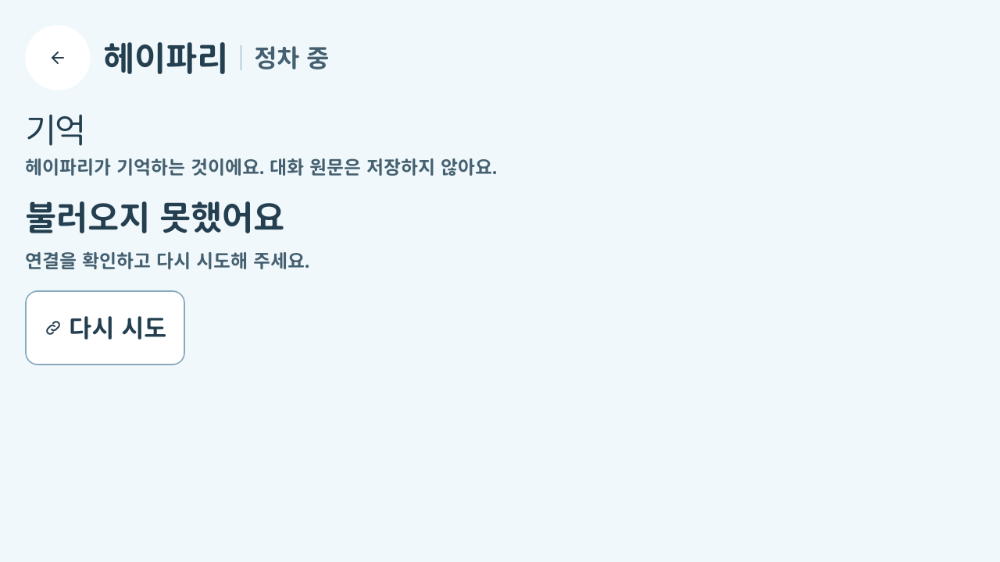 헤이파리 정차 중
기억
헤이파리가 기억하는 것이에요. 대화 원문은 저장하지 않아요.
불러오지 못했어요
연결을 확인하고 다시 시도해 주세요.
다시 시도